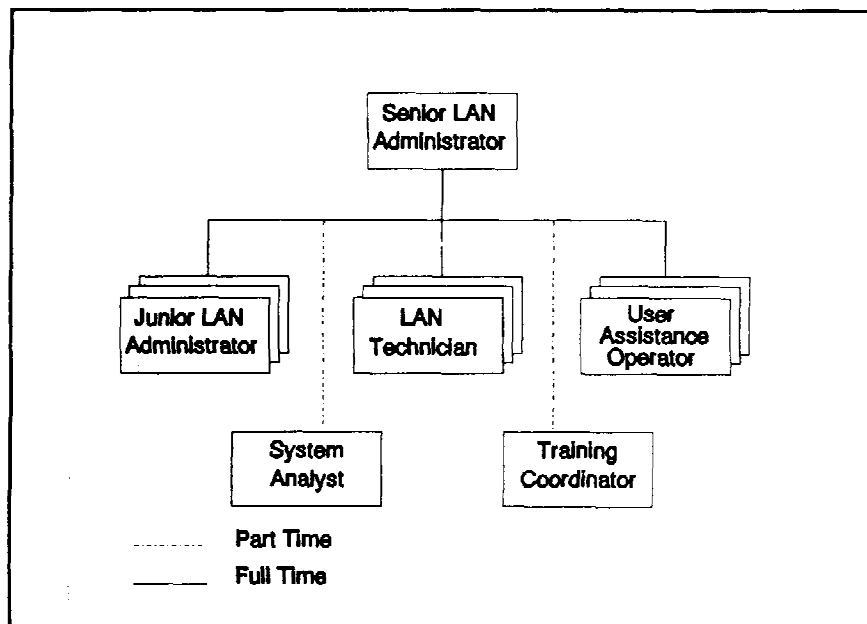 Senior LAN
Administrator
Junior LAN
Administrator
LAN
Technician
User
Assistance
Operator
System
Analyst
Training
Coordinator
Part Time
Full Time